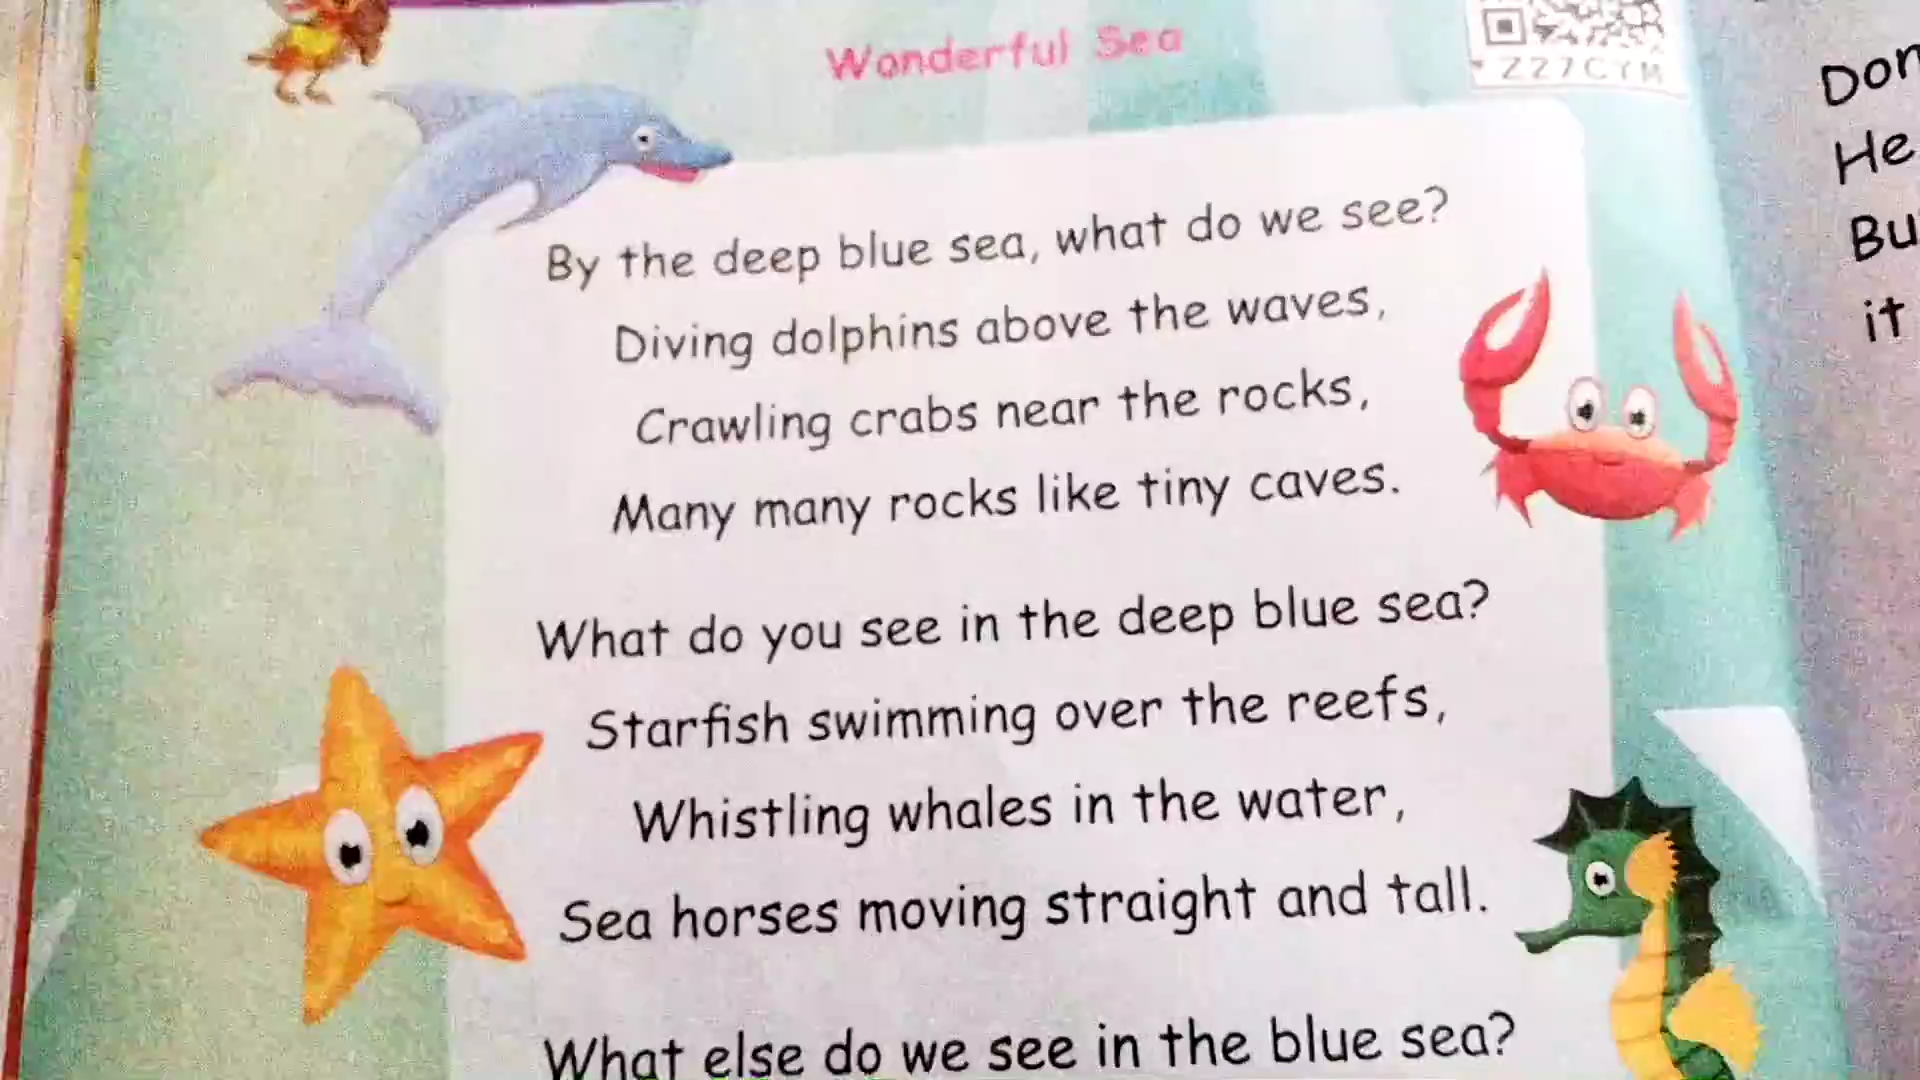 Wonderful Sea
Z27CYM
By the deep blue sea, what do we see?
Diving dolphins above the waves,
Crawling crabs near the rocks,
Many many rocks like tiny caves.
What do you see in the deep blue sea?
Starfish swimming over the reefs,
Whistling whales in the water,
Sea horses moving straight and tall.
What else do we see in the blue sea?
Don
He
Bu
it